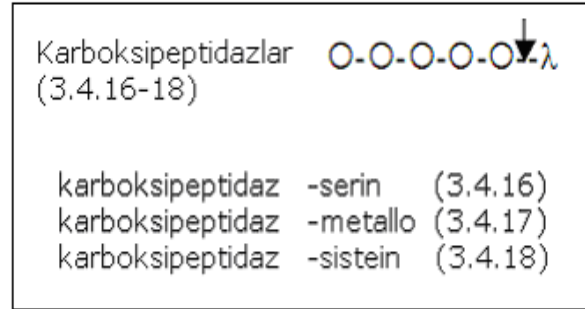 Karboksipeptidazlar O-O-O-O-O-λ
(3.4.16-18)
karboksipeptidaz -serin (3.4.16)
karboksipeptidaz -metallo (3.4.17)
karboksipeptidaz -sistein (3.4.18)